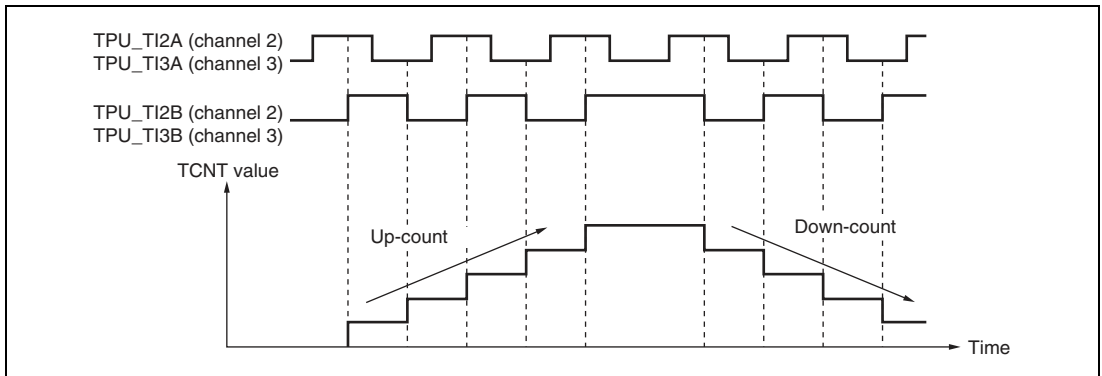 TPU_TI2A (channel 2)
TPU_TI3A (channel 3)
TPU_TI2B (channel 2)
TPU_TI3B (channel 3)
TCNT value
Up-count
Down-count
Time